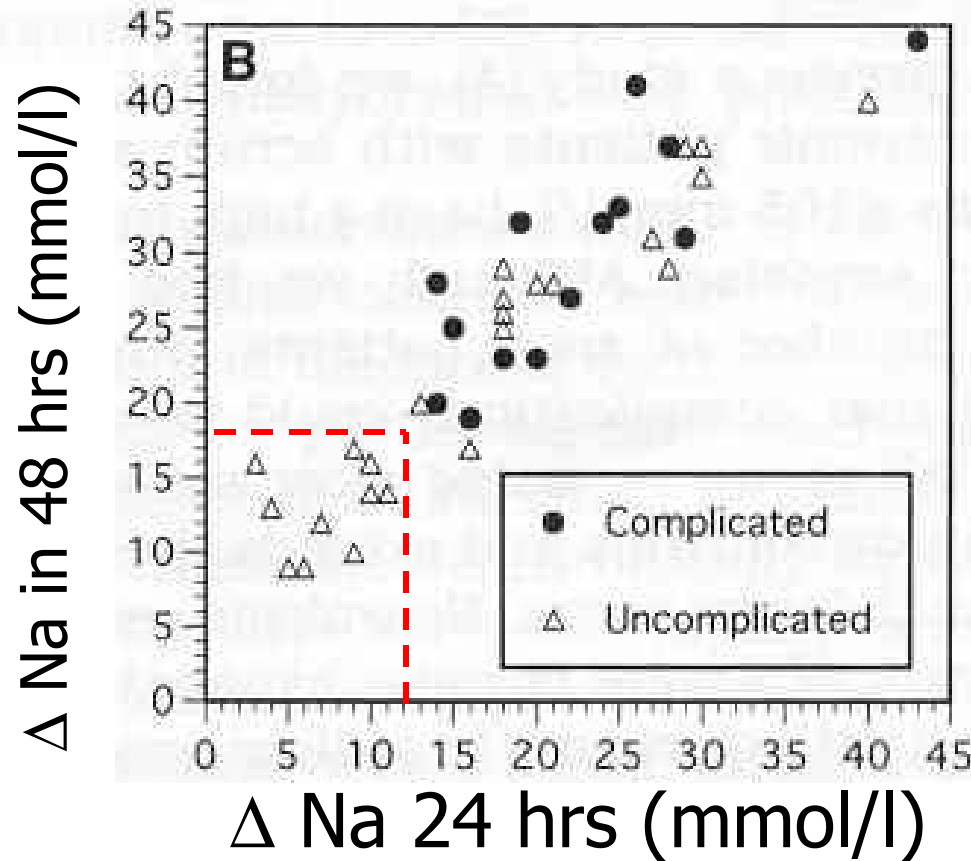 B
Δ Na in 48 hrs (mmol/l)
45
40
35
30
25
20
15
10
5
0
Complicated
Uncomplicated
0 5 10 15 20 25 30 35 40 45
Δ Na 24 hrs (mmol/l)